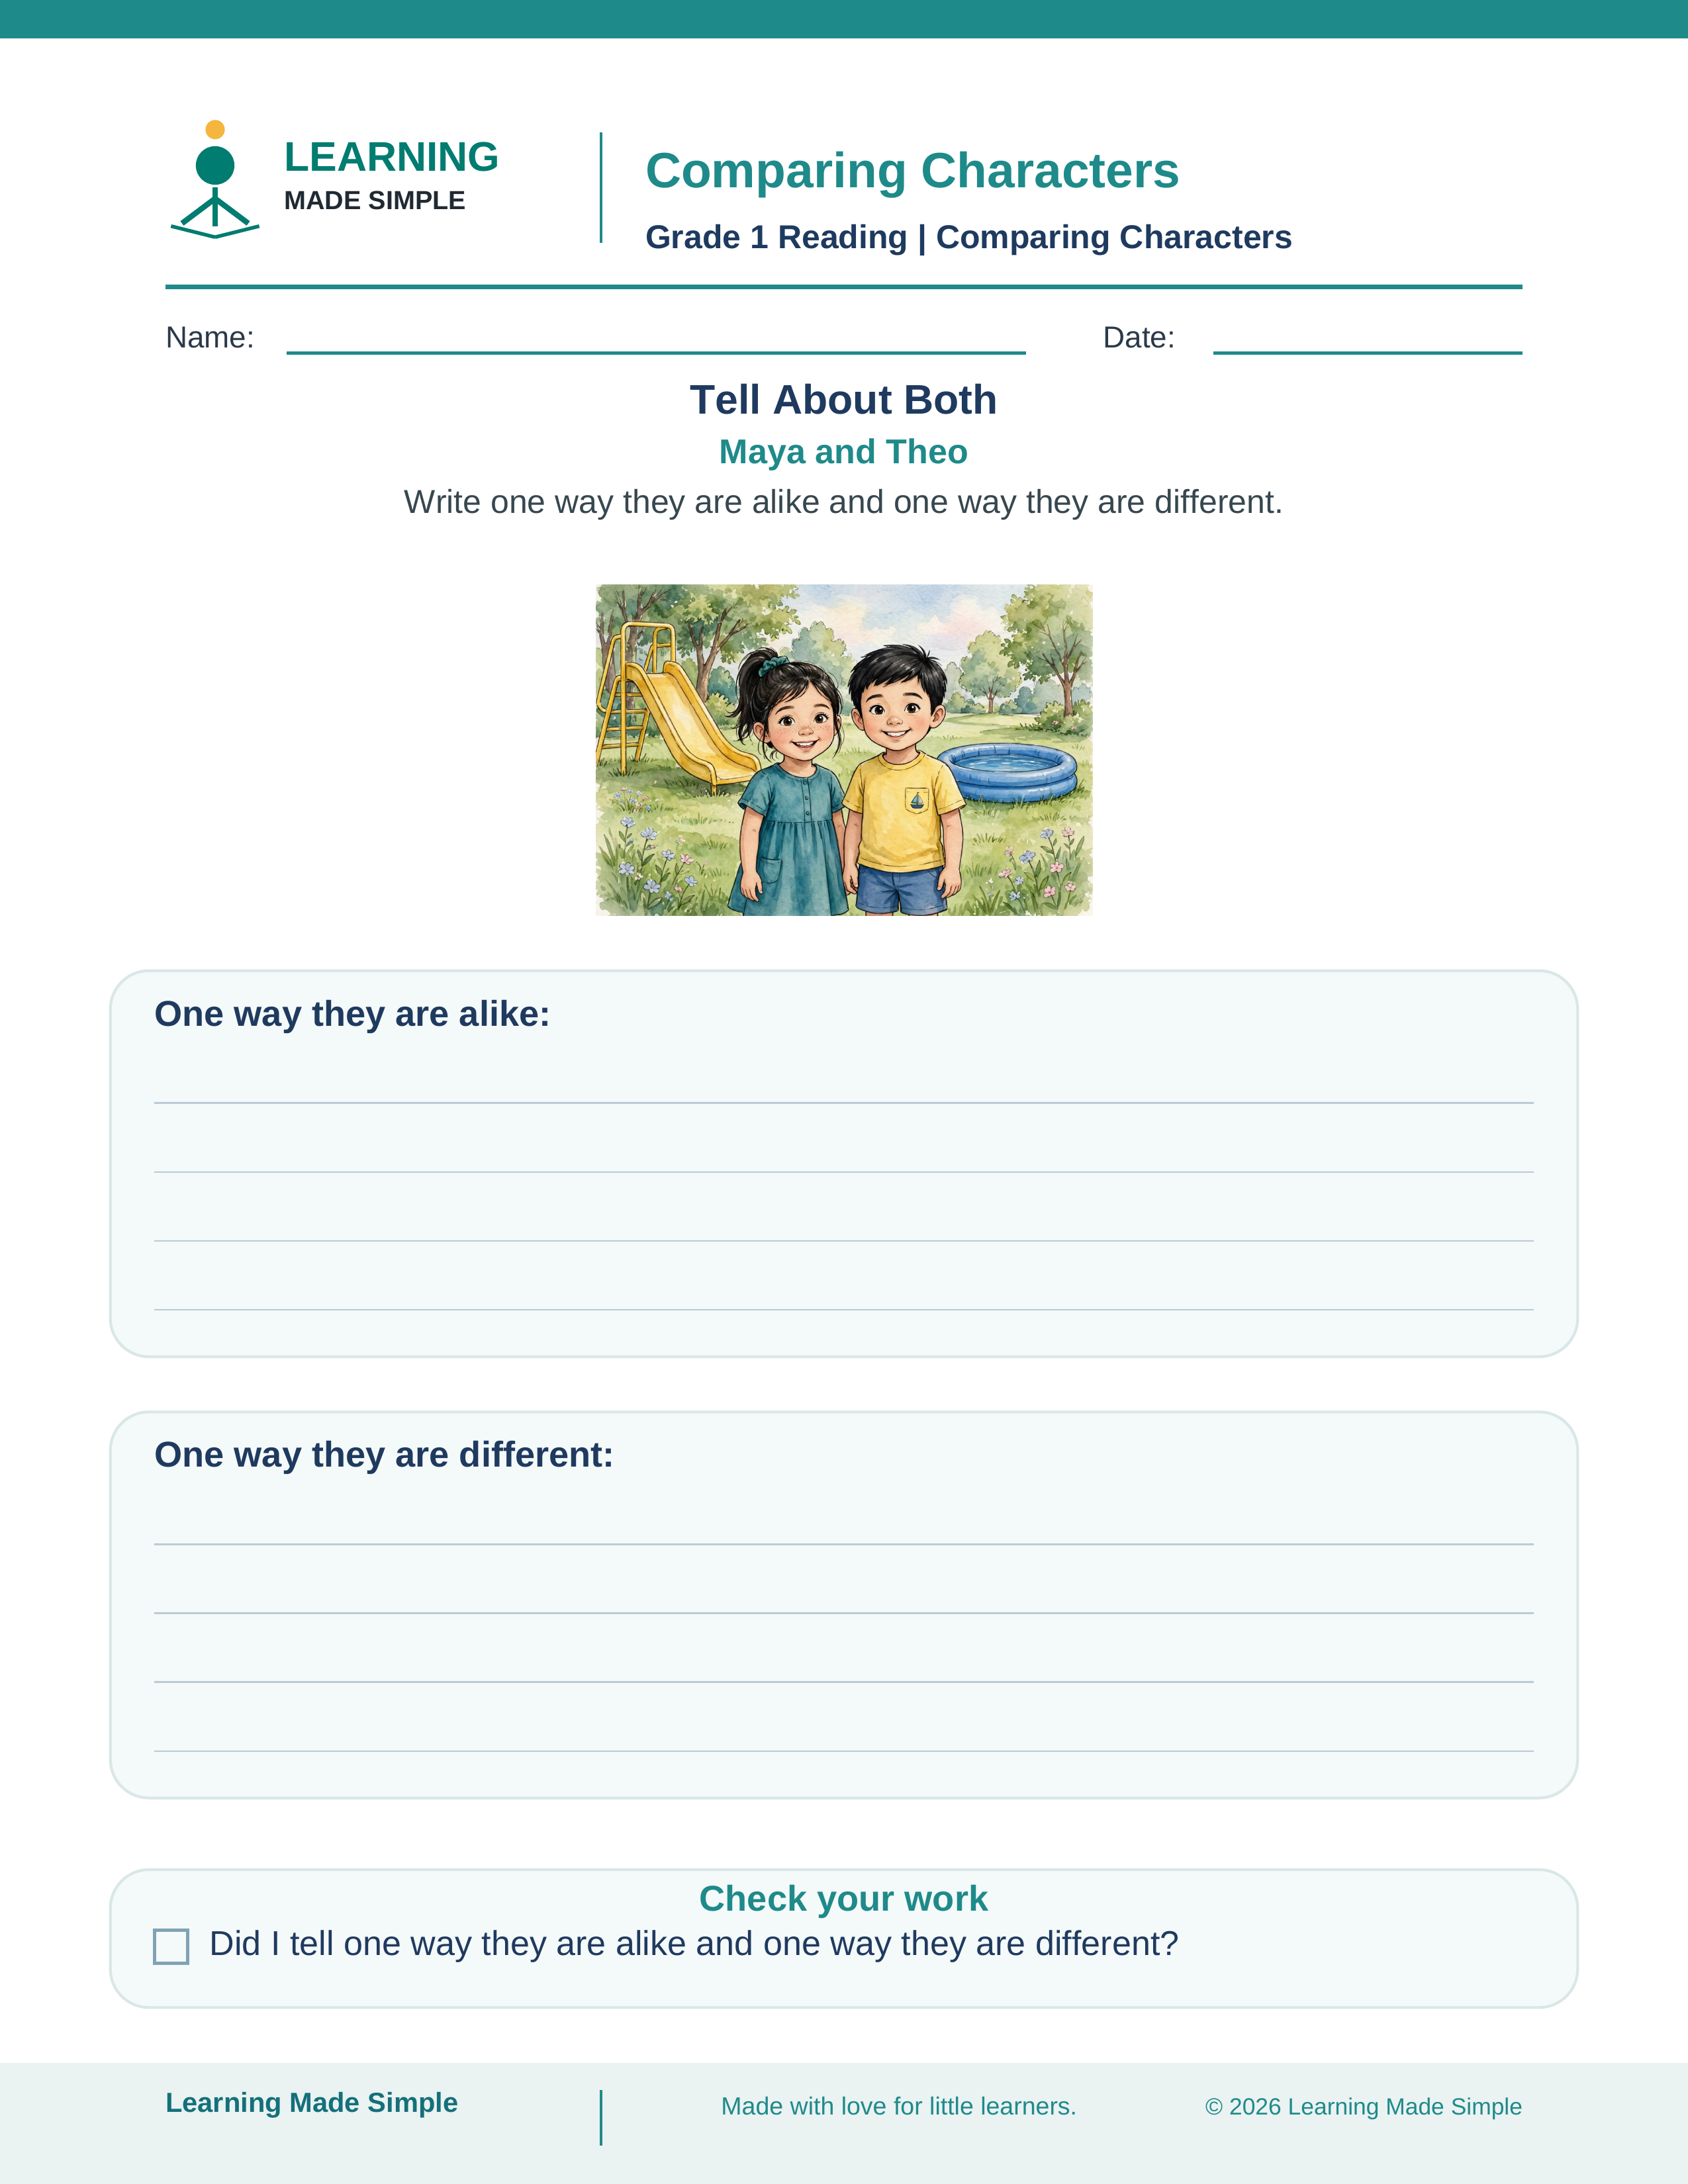 LEARNING
MADE SIMPLE
Comparing Characters
Grade 1 Reading | Comparing Characters
Name:
Date:
Tell About Both
Maya and Theo
Write one way they are alike and one way they are different.
One way they are alike:
One way they are different:
Check your work
Did I tell one way they are alike and one way they are different?
Learning Made Simple
Made with love for little learners.
© 2026 Learning Made Simple